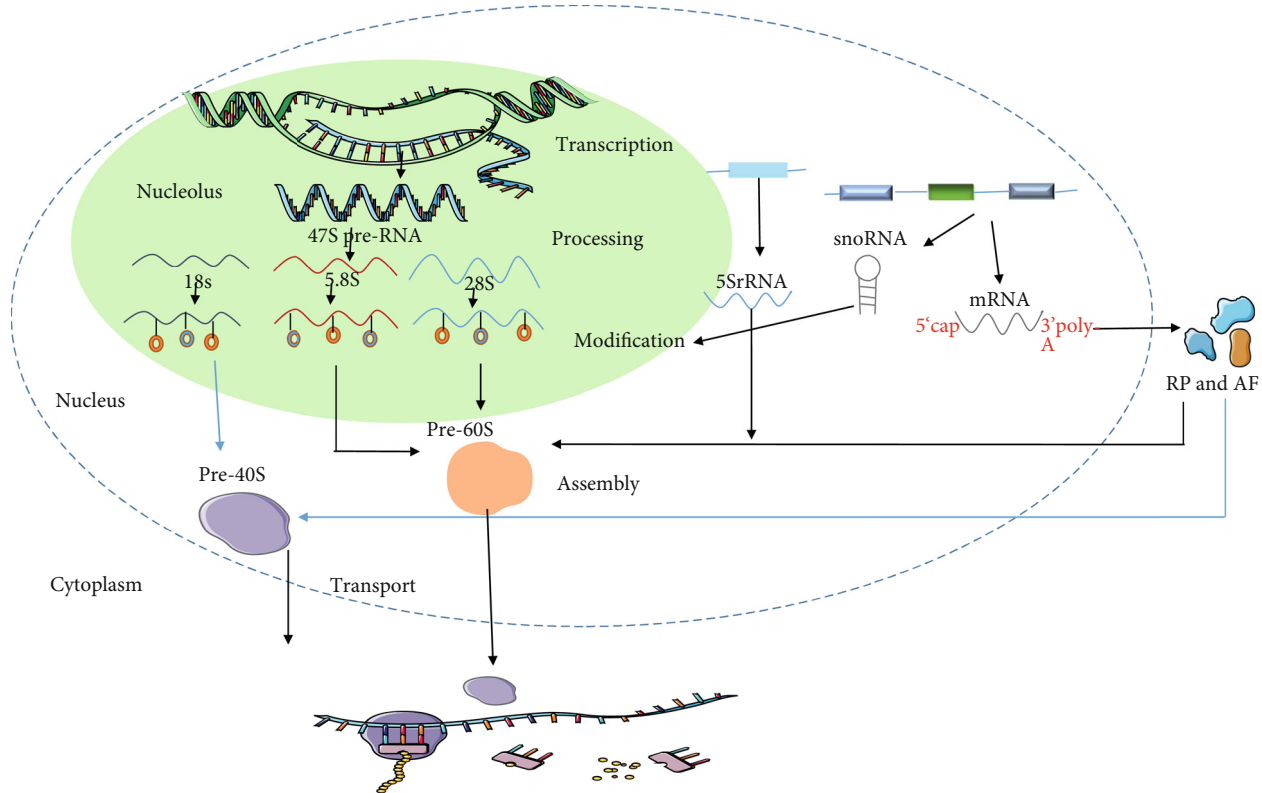 Transcription
Nucleolus
snoRNA
47S pre-RNA
Processing
18s
5.8S
28S
5SrRNA
mRNA
5‘cap
3’poly-
A
Modification
RP and AF
Nucleus
Pre-60S
Pre-40S
Assembly
Cytoplasm
Transport